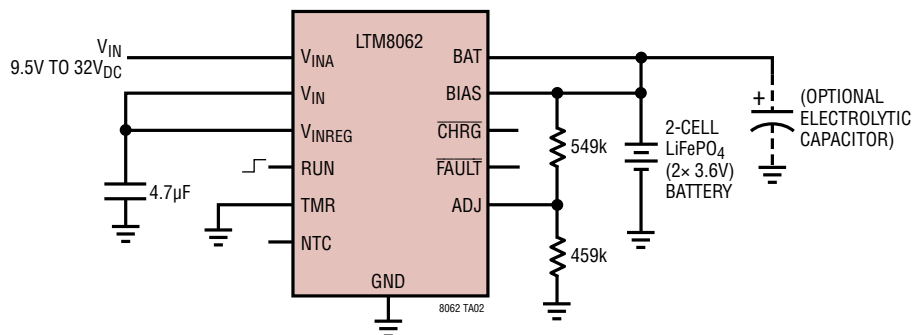 LTM8062
VIN
9.5V TO 32VDC
VINA
VIN
VINREG
RUN
TMR
NTC
GND
BAT
BIAS
CHRG
FAULT
ADJ
4.7µF
549k
459k
2-CELL
LiFePO4
(2× 3.6V)
BATTERY
+
(OPTIONAL
ELECTROLYTIC
CAPACITOR)
8062 TA02